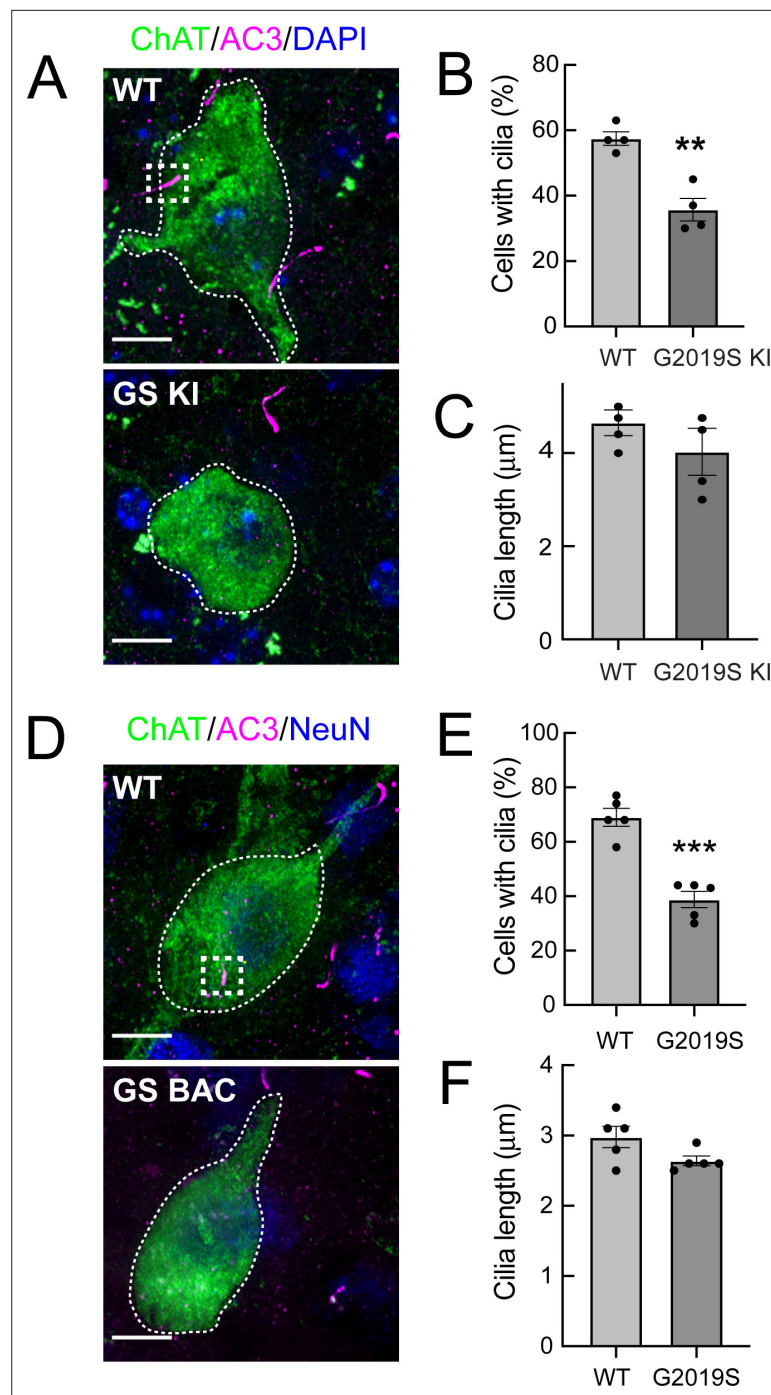 ChAT/AC3/DAPI
A
WT
GS KI
B
Cells with cilia (%)
80
60
40
20
0
**
WT G2019S KI
C
Cilia length (μm)
4
2
0
WT G2019S KI
D
ChAT/AC3/NeuN
WT
GS BAC
E
Cells with cilia (%)
100
80
60
40
20
0
***
WT G2019S
F
Cilia length (μm)
4
3
2
1
0
WT G2019S